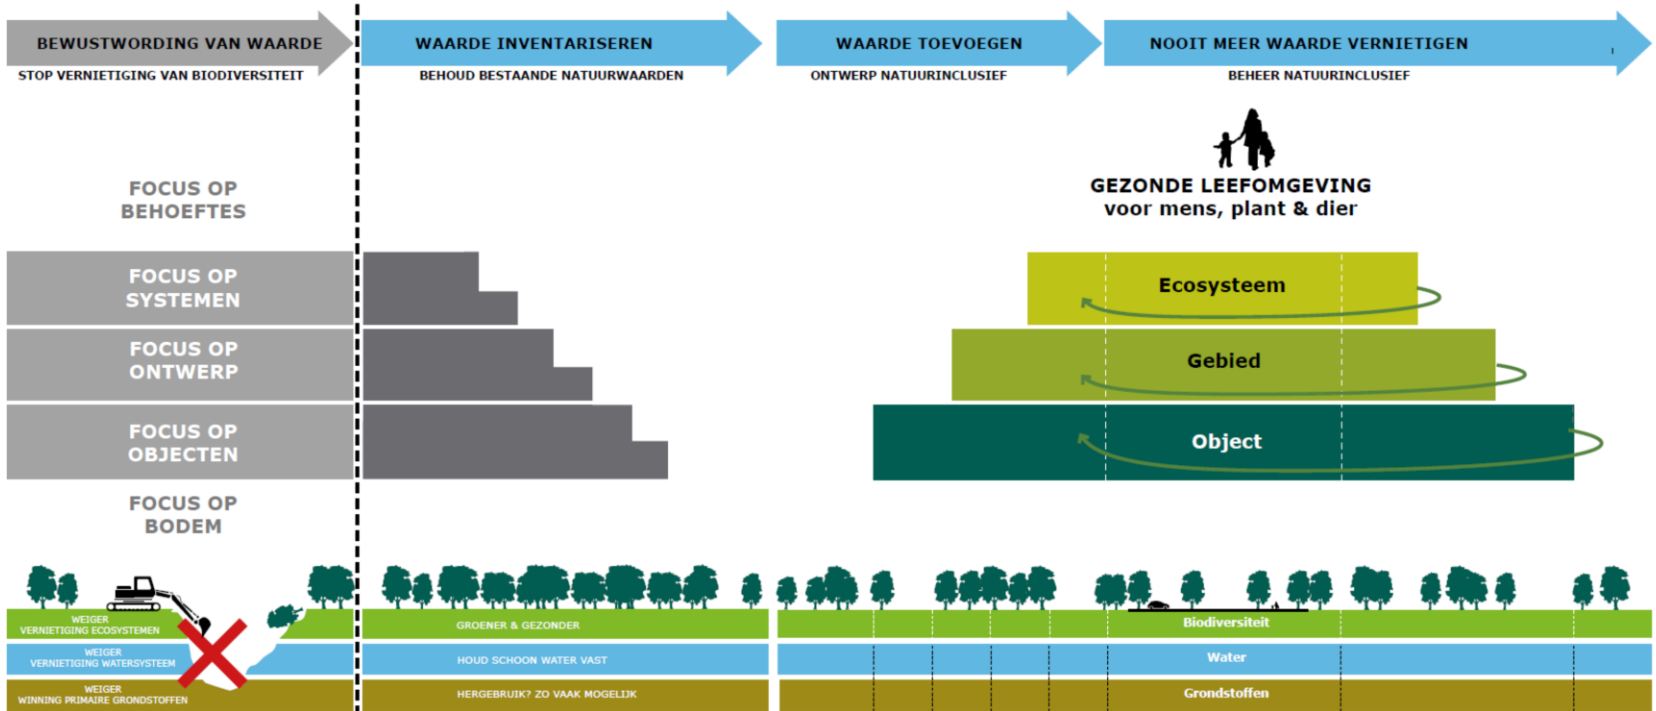 BEWUSTWORDING VAN WAARDE
WAARDE INVENTARISEREN
WAARDE TOEVOEGEN
NOOIT MEER WAARDE VERNIETIGEN
STOP VERNIETIGING VAN BIODIVERSITEIT
BEHOUD BESTAANDE NATUURWAARDEN
ONTWERP NATUURINCLUSIEF
BEHEER NATUURINCLUSIEF
FOCUS OP
BEHOEFTES
GEZONDE LEEFOMGEVING
voor mens, plant & dier
FOCUS OP
SYSTEMEN
Ecosysteem
FOCUS OP
ONTWERP
Gebied
FOCUS OP
OBJECTEN
Object
FOCUS OP
BODEM
WEIGER
VERNIETIGING ECOSYSTEMEN
GROENER & GEZONDER
Biodiversiteit
WEIGER
VERNIETIGING WATERSYSTEEM
HOUD SCHOON WATER VAST
Water
WEIGER
WINNING PRIMAIRE GRONDSTOFFEN
HERGEBRUIK? ZO VAAK MOGELIJK
Grondstoffen